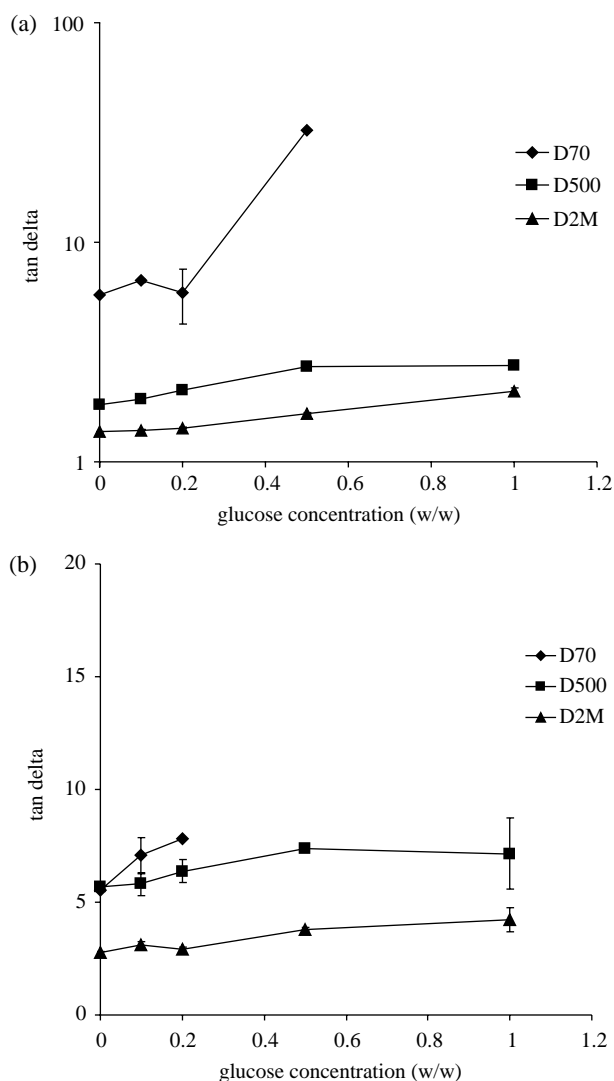 (a)
100
10
1
tan delta
0 0.2 0.4 0.6 0.8 1 1.2
glucose concentration (w/w)
D70
D500
D2M
(b)
20
15
10
5
0
tan delta
0 0.2 0.4 0.6 0.8 1 1.2
glucose concentration (w/w)
D70
D500
D2M